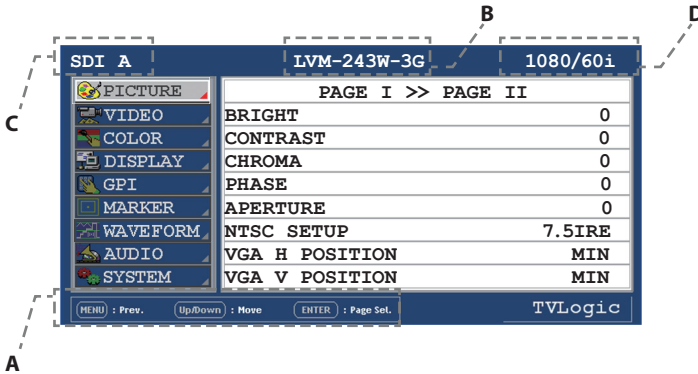 B
D
SDI A LVM-243W-3G 1080/60i
C
PICTURE PAGE I >> PAGE II
VIDEO BRIGHT 0
COLOR CONTRAST 0
DISPLAY CHROMA 0
GPI PHASE 0
MARKER APERTURE 0
WAVEFORM NTSC SETUP 7.5IRE
AUDIO VGA H POSITION MIN
SYSTEM VGA V POSITION MIN
MENU : Prev. Up/Down : Move ENTER : Page Sel. TVLogic
A